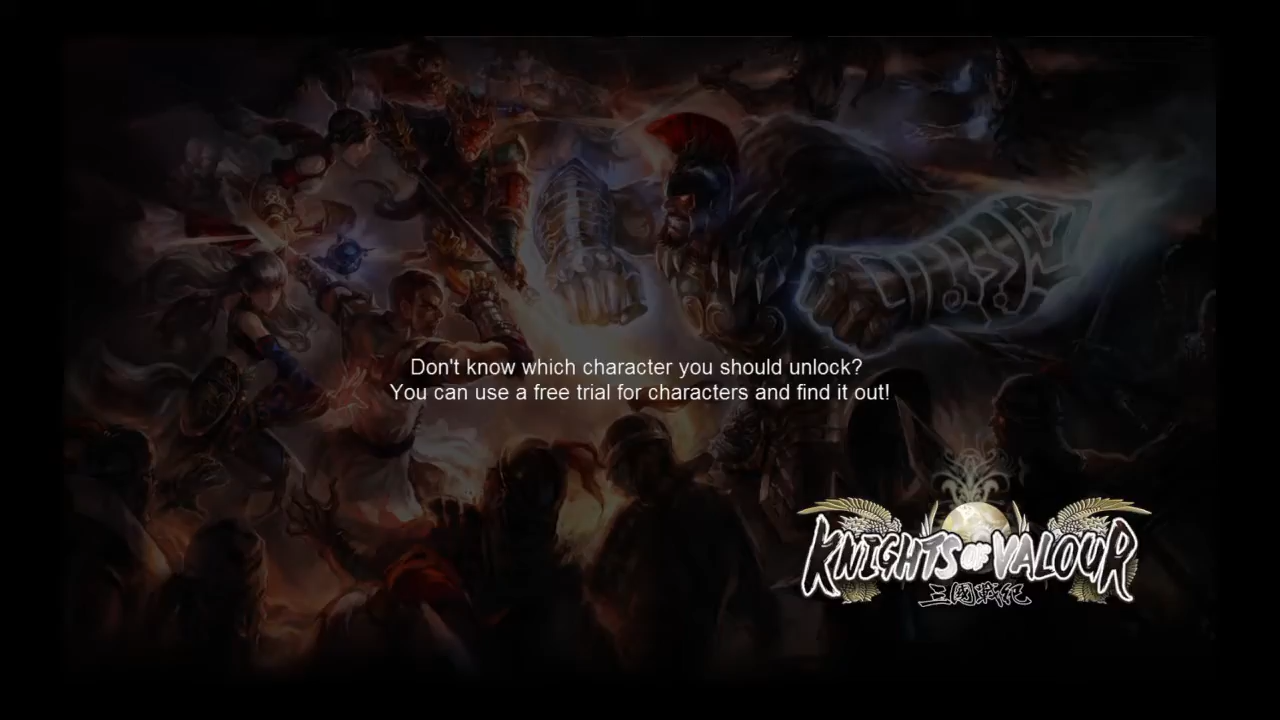 Don't know which character you should unlock?
You can use a free trial for characters and find it out!
KNIGHTS OF VALOUR
三國戰紀